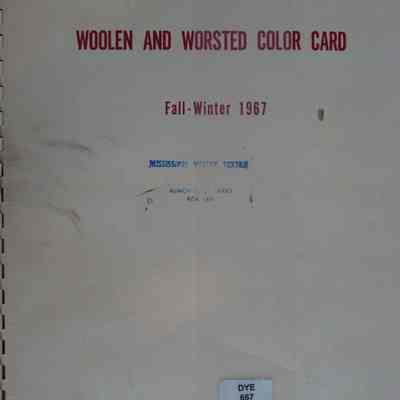 WOOLEN AND WORSTED COLOR CARD
Fall-Winter 1967
DYE
667